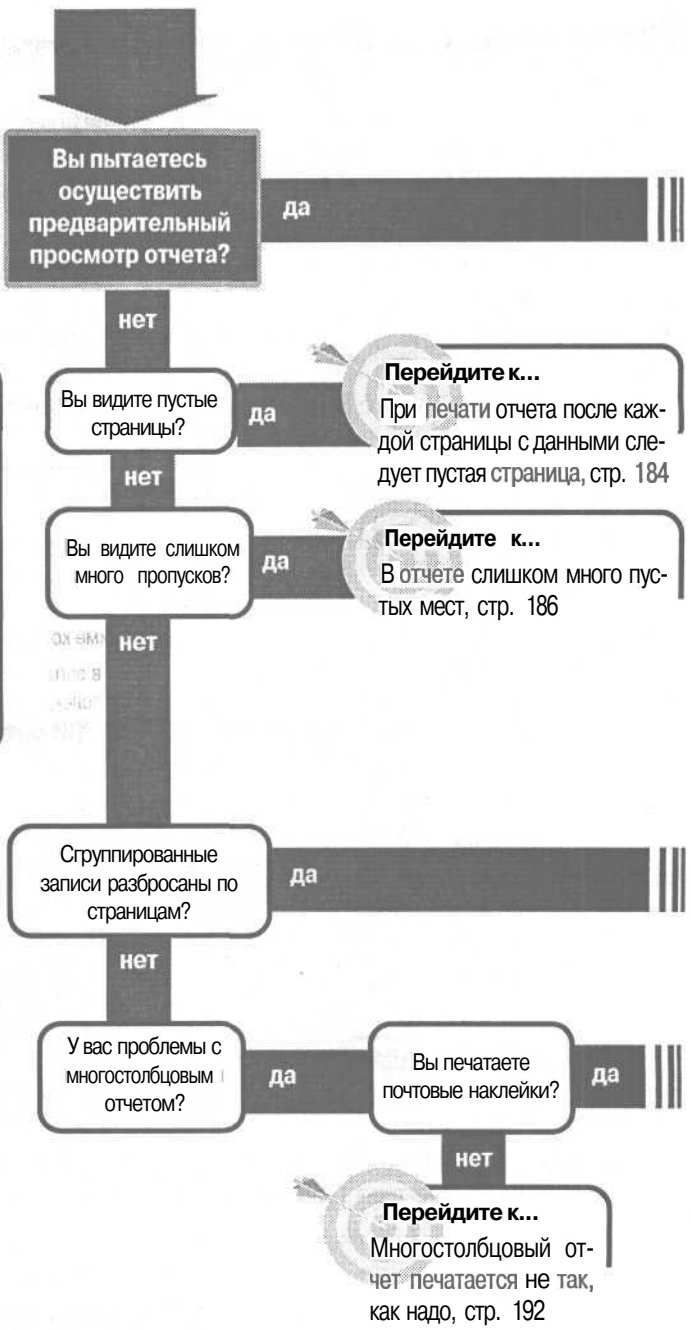 Вы пытаетесь
осуществить
предварительный
просмотр отчета?
да
нет
Вы видите пустые
страницы?
да
Перейдите к...
При печати отчета после каж-
дой страницы с данными сле-
дует пустая страница, стр. 184
нет
Вы видите слишком
много пропусков?
да
Перейдите к...
В отчете слишком много пус-
тых мест, стр. 186
нет
Сгруппированные
записи разбросаны по
страницам?
да
нет
У вас проблемы с
многостолбцовым
отчетом?
да
Вы печатаете
почтовые наклейки?
да
нет
Перейдите к...
Многостолбцовый от-
чет печатается не так,
как надо, стр. 192